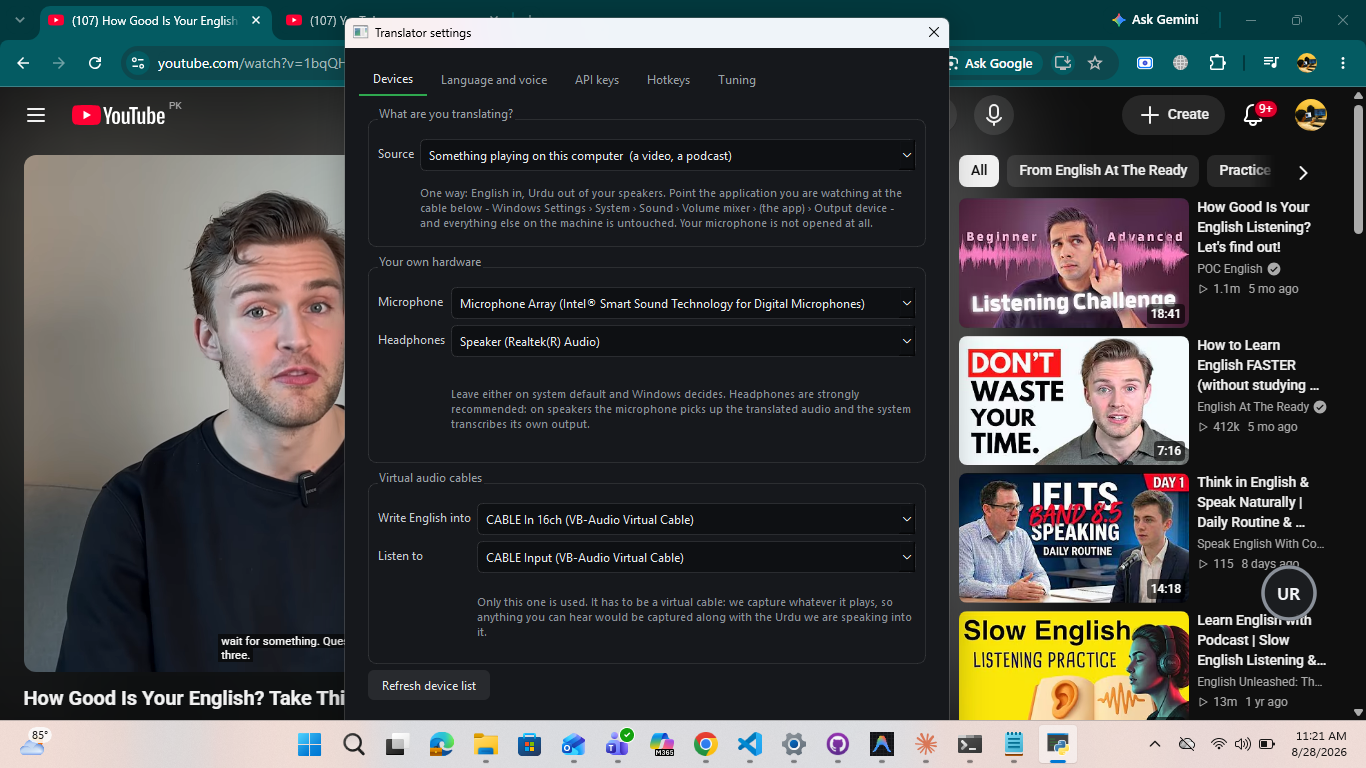 (107) How Good Is Your English
(107) Y
Ask Gemini
youtube.com/watch?v=1bqQH
Ask Google
Translator settings
Devices
Language and voice
API keys
Hotkeys
Tuning
What are you translating?
Source
Something playing on this computer (a video, a podcast)
One way: English in, Urdu out of your speakers. Point the application you are watching at the
cable below - Windows Settings › System › Sound › Volume mixer › (the app) › Output device -
and everything else on the machine is untouched. Your microphone is not opened at all.
Your own hardware
Microphone
Microphone Array (Intel® Smart Sound Technology for Digital Microphones)
Headphones
Speaker (Realtek(R) Audio)
Leave either on system default and Windows decides. Headphones are strongly
recommended: on speakers the microphone picks up the translated audio and the system
transcribes its own output.
Virtual audio cables
Write English into
CABLE In 16ch (VB-Audio Virtual Cable)
Listen to
CABLE Input (VB-Audio Virtual Cable)
Only this one is used. It has to be a virtual cable: we capture whatever it plays, so
anything you can hear would be captured along with the Urdu we are speaking into
it.
Refresh device list
YouTube PK
Create
9+
wait for something. Ques
three.
How Good Is Your English? Take Thi
All
From English At The Ready
Practice
Beginner Advanced
Listening Challenge
18:41
How Good Is Your
English Listening?
Let's find out!
POC English
1.1m 5 mo ago
DON'T
WASTE
YOUR
TIME.
7:16
How to Learn
English FASTER
(without studying ...
English At The Ready
412k 5 mo ago
DAY 1
IELTS
BAND 8.5
SPEAKING
DAILY ROUTINE
14:18
Think in English &
Speak Naturally |
Daily Routine & ...
Speak English With Co...
115 8 days ago
UR
Slow English
LISTENING PRACTICE
Learn English with
Podcast | Slow
English Listening &...
English Unleashed: Th...
13m 1 yr ago
85°
M365
11:21 AM
8/28/2026